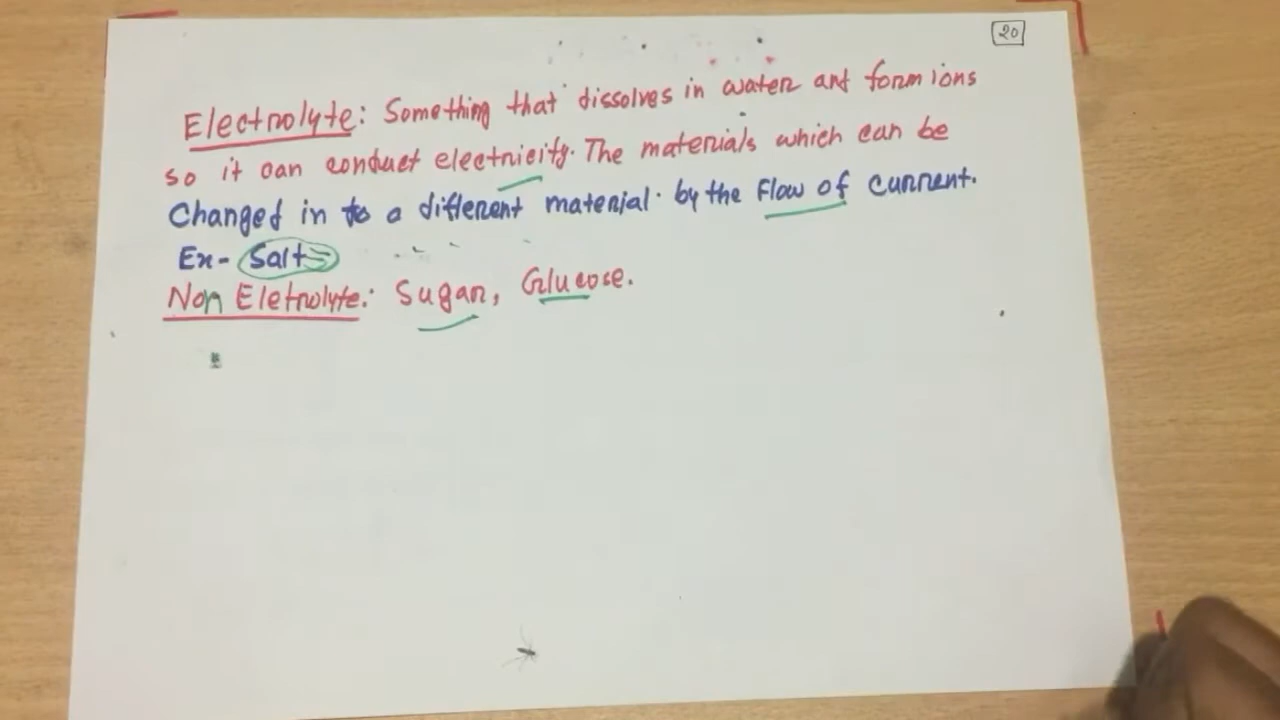 20
Electrolyte: Something that dissolves in water and form ions
so it can conduct electricity. The materials which can be
Changed in to a different material. by the Flow of current.
Ex- Salt
Non Eletrolyte: Sugar, Glucose.